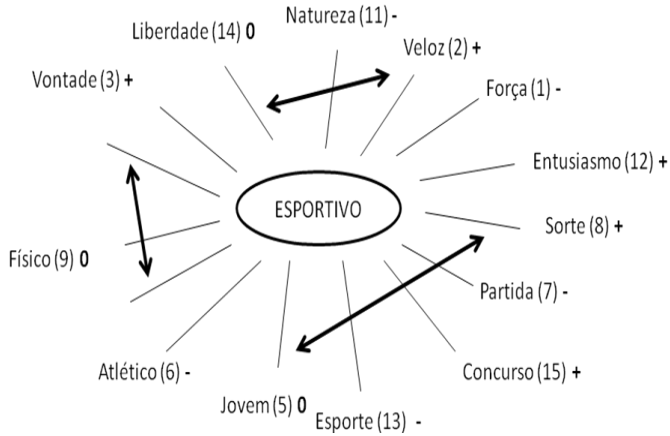 Natureza (11) -
Liberdade (14) 0
Veloz (2) +
Vontade (3) +
Força (1) -
Entusiasmo (12) +
ESPORTIVO
Sorte (8) +
Físico (9) 0
Partida (7) -
Atlético (6) -
Concurso (15) +
Jovem (5) 0
Esporte (13) -